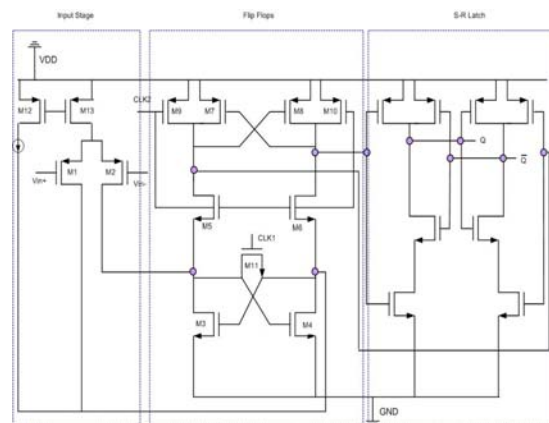 Input Stage
Flip Flops
S-R Latch
VDD
M12
M13
CLK2
M9
M7
M8
M10
Vin+
M1
M2
Vin-
Q
Q
M5
M6
CLK1
M11
M3
M4
GND